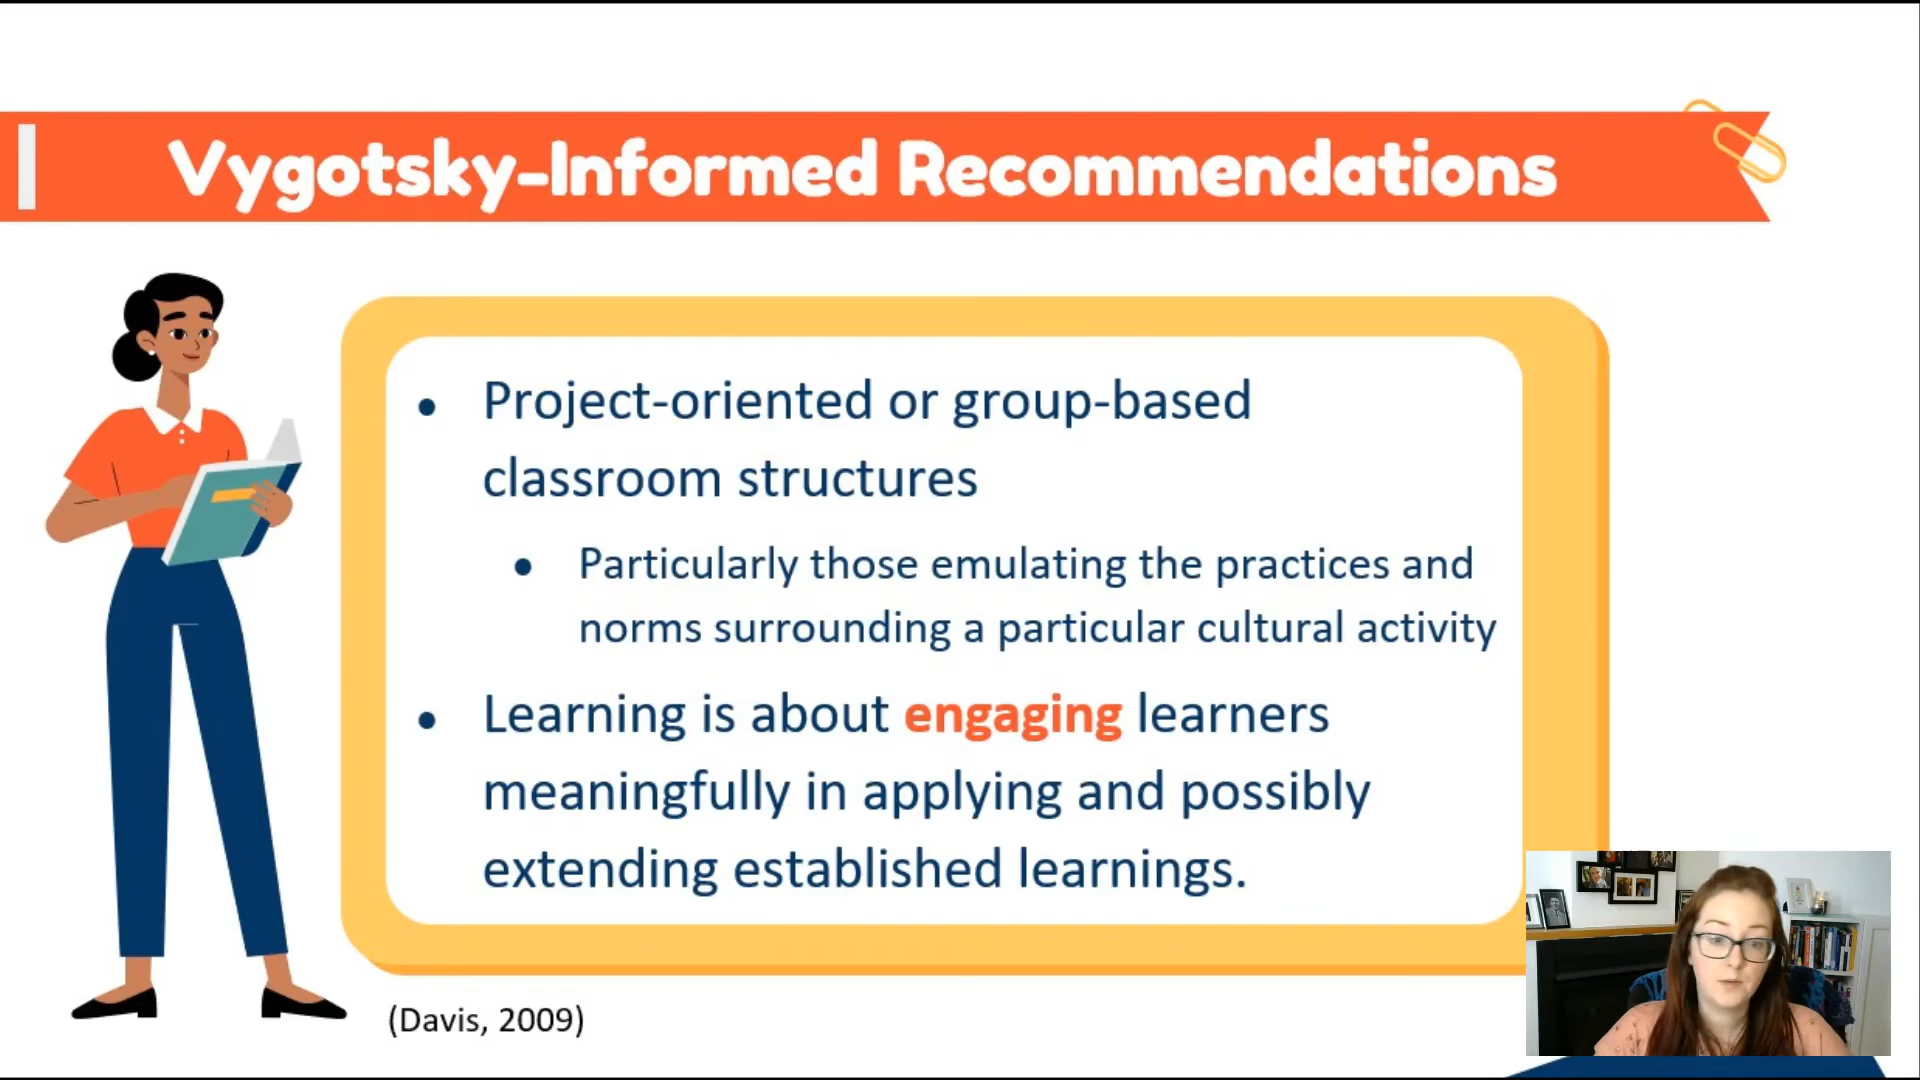 Vygotsky-Informed Recommendations
• Project-oriented or group-based
classroom structures
• Particularly those emulating the practices and
norms surrounding a particular cultural activity
• Learning is about engaging learners
meaningfully in applying and possibly
extending established learnings.
(Davis, 2009)